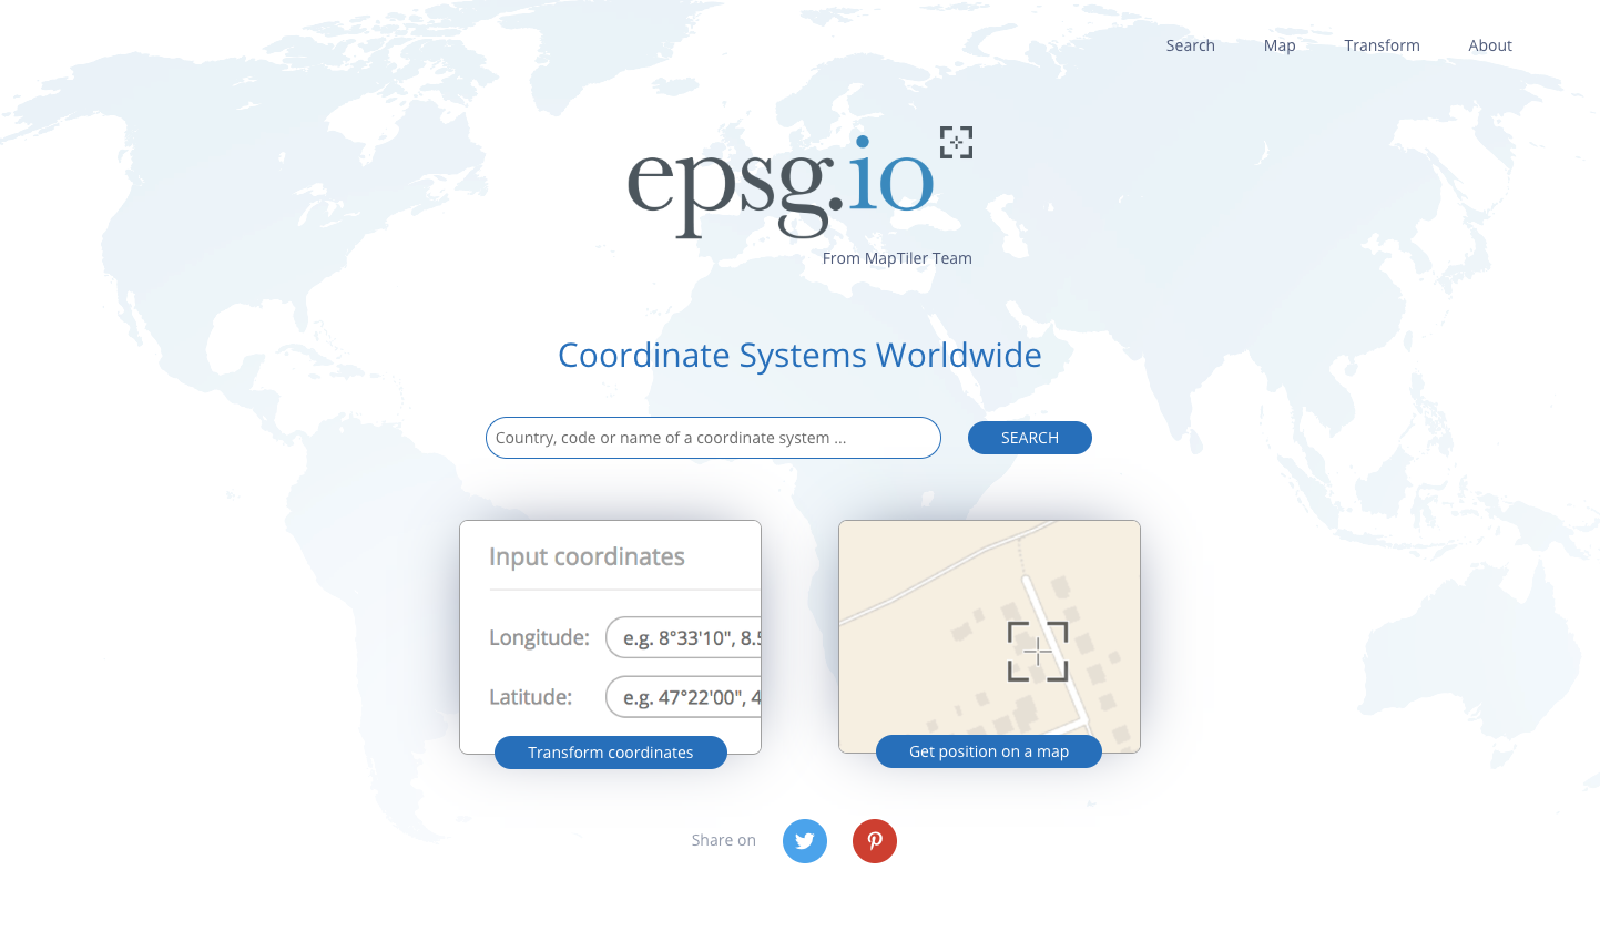 Search Map Transform About
epsg.io
From MapTiler Team
Coordinate Systems Worldwide
Country, code or name of a coordinate system ...
SEARCH
Input coordinates
Longitude: e.g. 8°33'10", 8.5
Latitude: e.g. 47°22'00", 4
Transform coordinates
Get position on a map
Share on